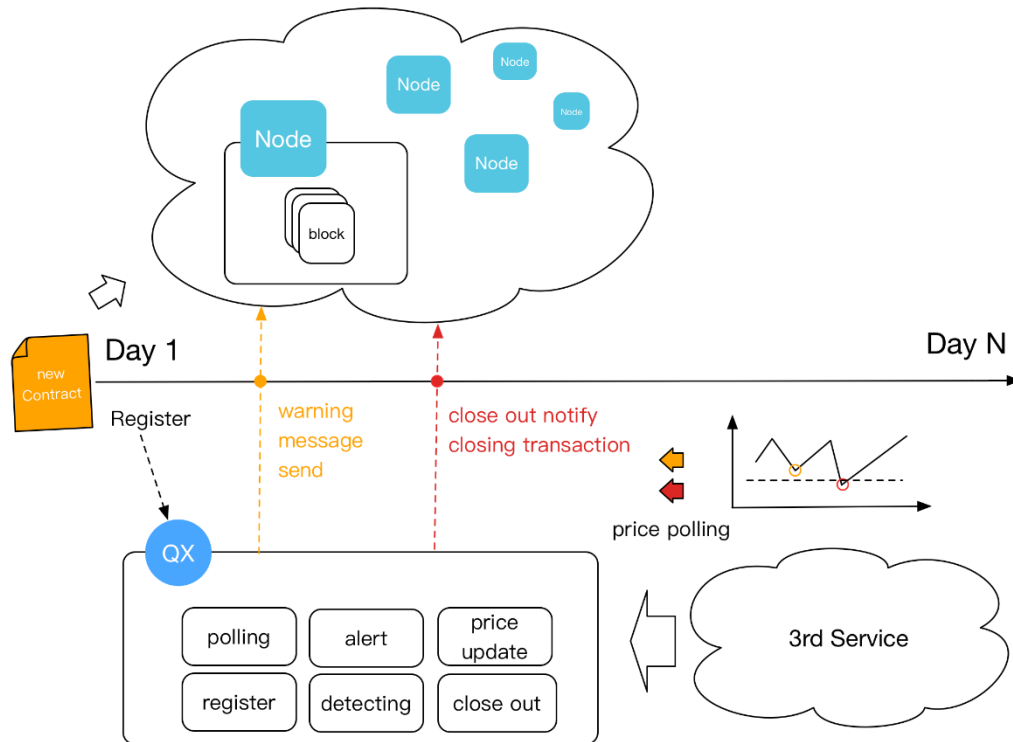 Node
Node
Node
Node
Node
block
Day 1
Day N
new
Contract
Register
warning
message
send
close out notify
closing transaction
price polling
QX
polling
alert
price
update
register
detecting
close out
3rd Service